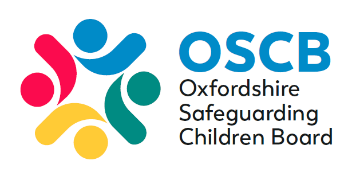 OSCB
Oxfordshire
Safeguarding
Children Board